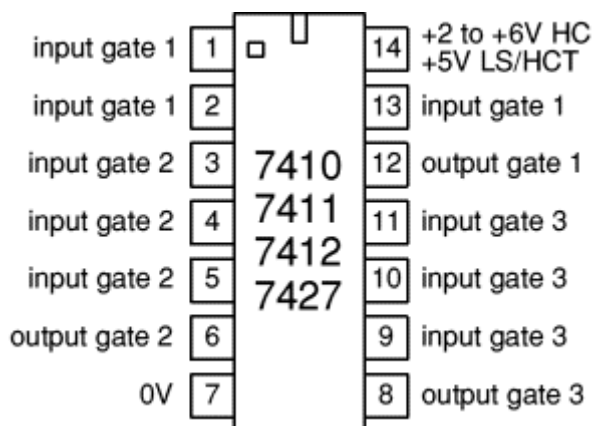 input gate 1 1
input gate 1 2
input gate 2 3
input gate 2 4
input gate 2 5
output gate 2 6
0V 7
7410
7411
7412
7427
14 +2 to +6V HC
+5V LS/HCT
13 input gate 1
12 output gate 1
11 input gate 3
10 input gate 3
9 input gate 3
8 output gate 3